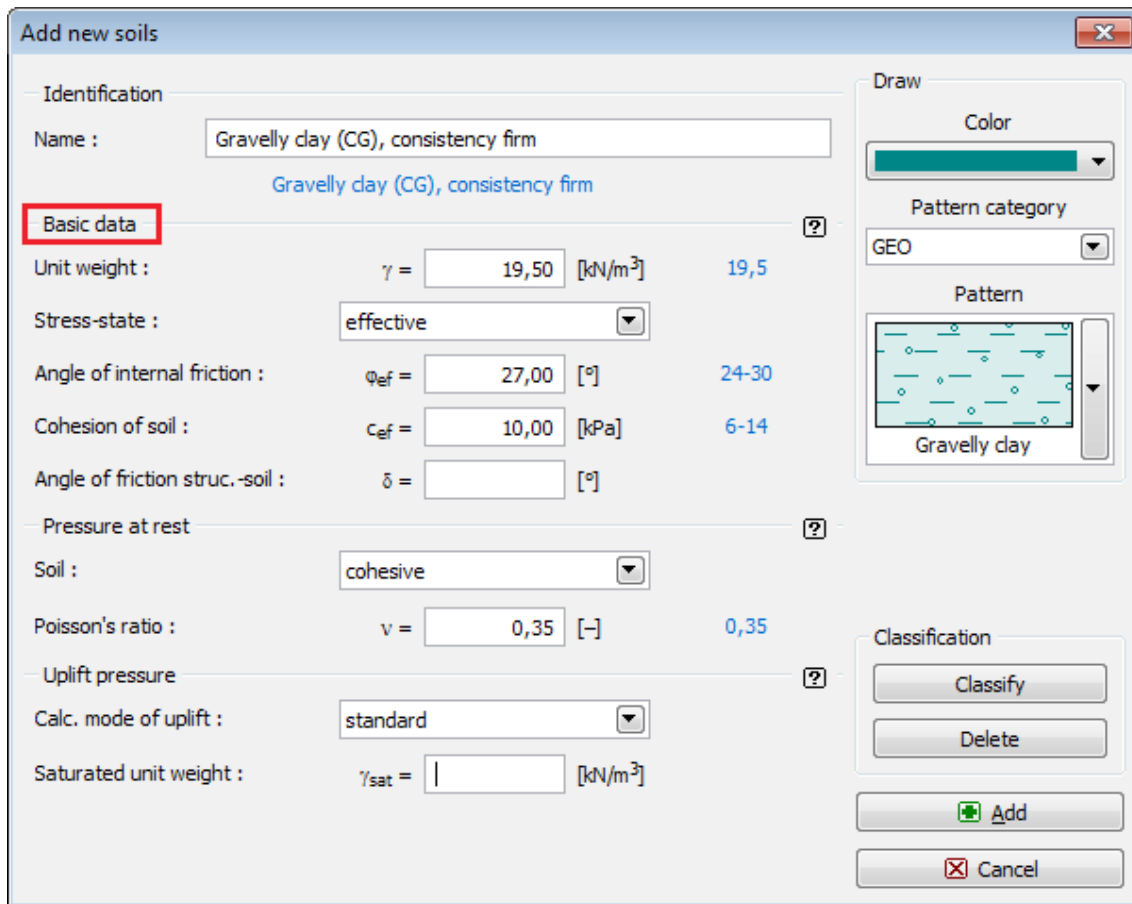 Add new soils
Identification
Name : Gravelly clay (CG), consistency firm
Gravelly clay (CG), consistency firm
Basic data ?
Unit weight : γ = 19,50 [kN/m³] 19,5
Stress-state : effective
Angle of internal friction : φef = 27,00 [°] 24-30
Cohesion of soil : cef = 10,00 [kPa] 6-14
Angle of friction struc.-soil : δ = [°]
Pressure at rest ?
Soil : cohesive
Poisson's ratio : ν = 0,35 [–] 0,35
Uplift pressure ?
Calc. mode of uplift : standard
Saturated unit weight : γsat = [kN/m³]
Draw
Color
Pattern category
GEO
Pattern
Gravelly clay
Classification
Classify
Delete
Add
Cancel